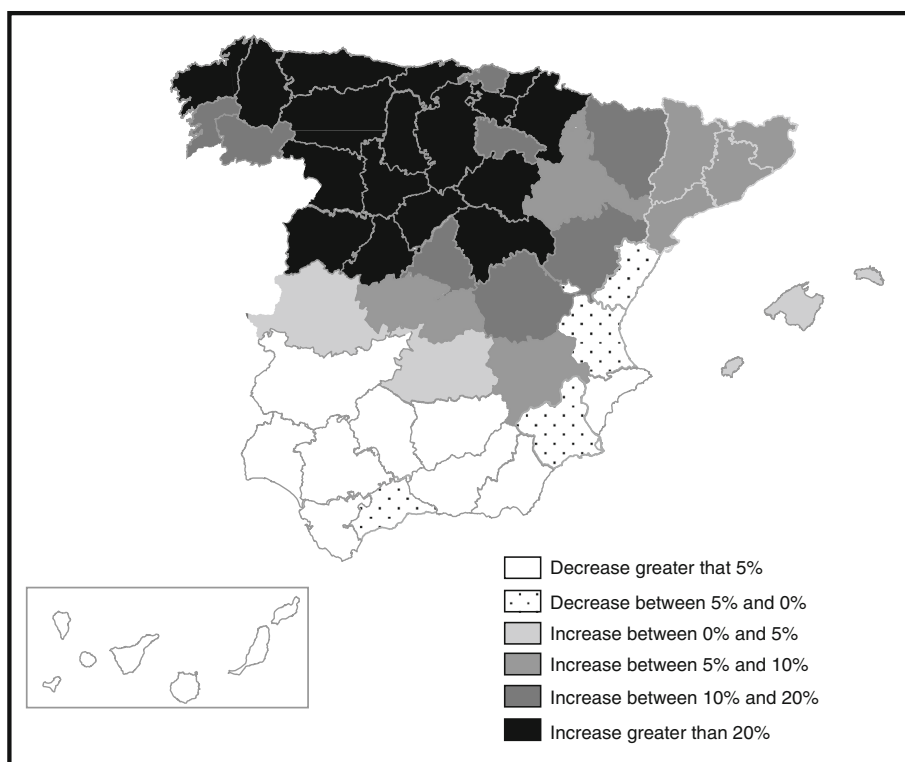 Decrease greater that 5%
Decrease between 5% and 0%
Increase between 0% and 5%
Increase between 5% and 10%
Increase between 10% and 20%
Increase greater than 20%